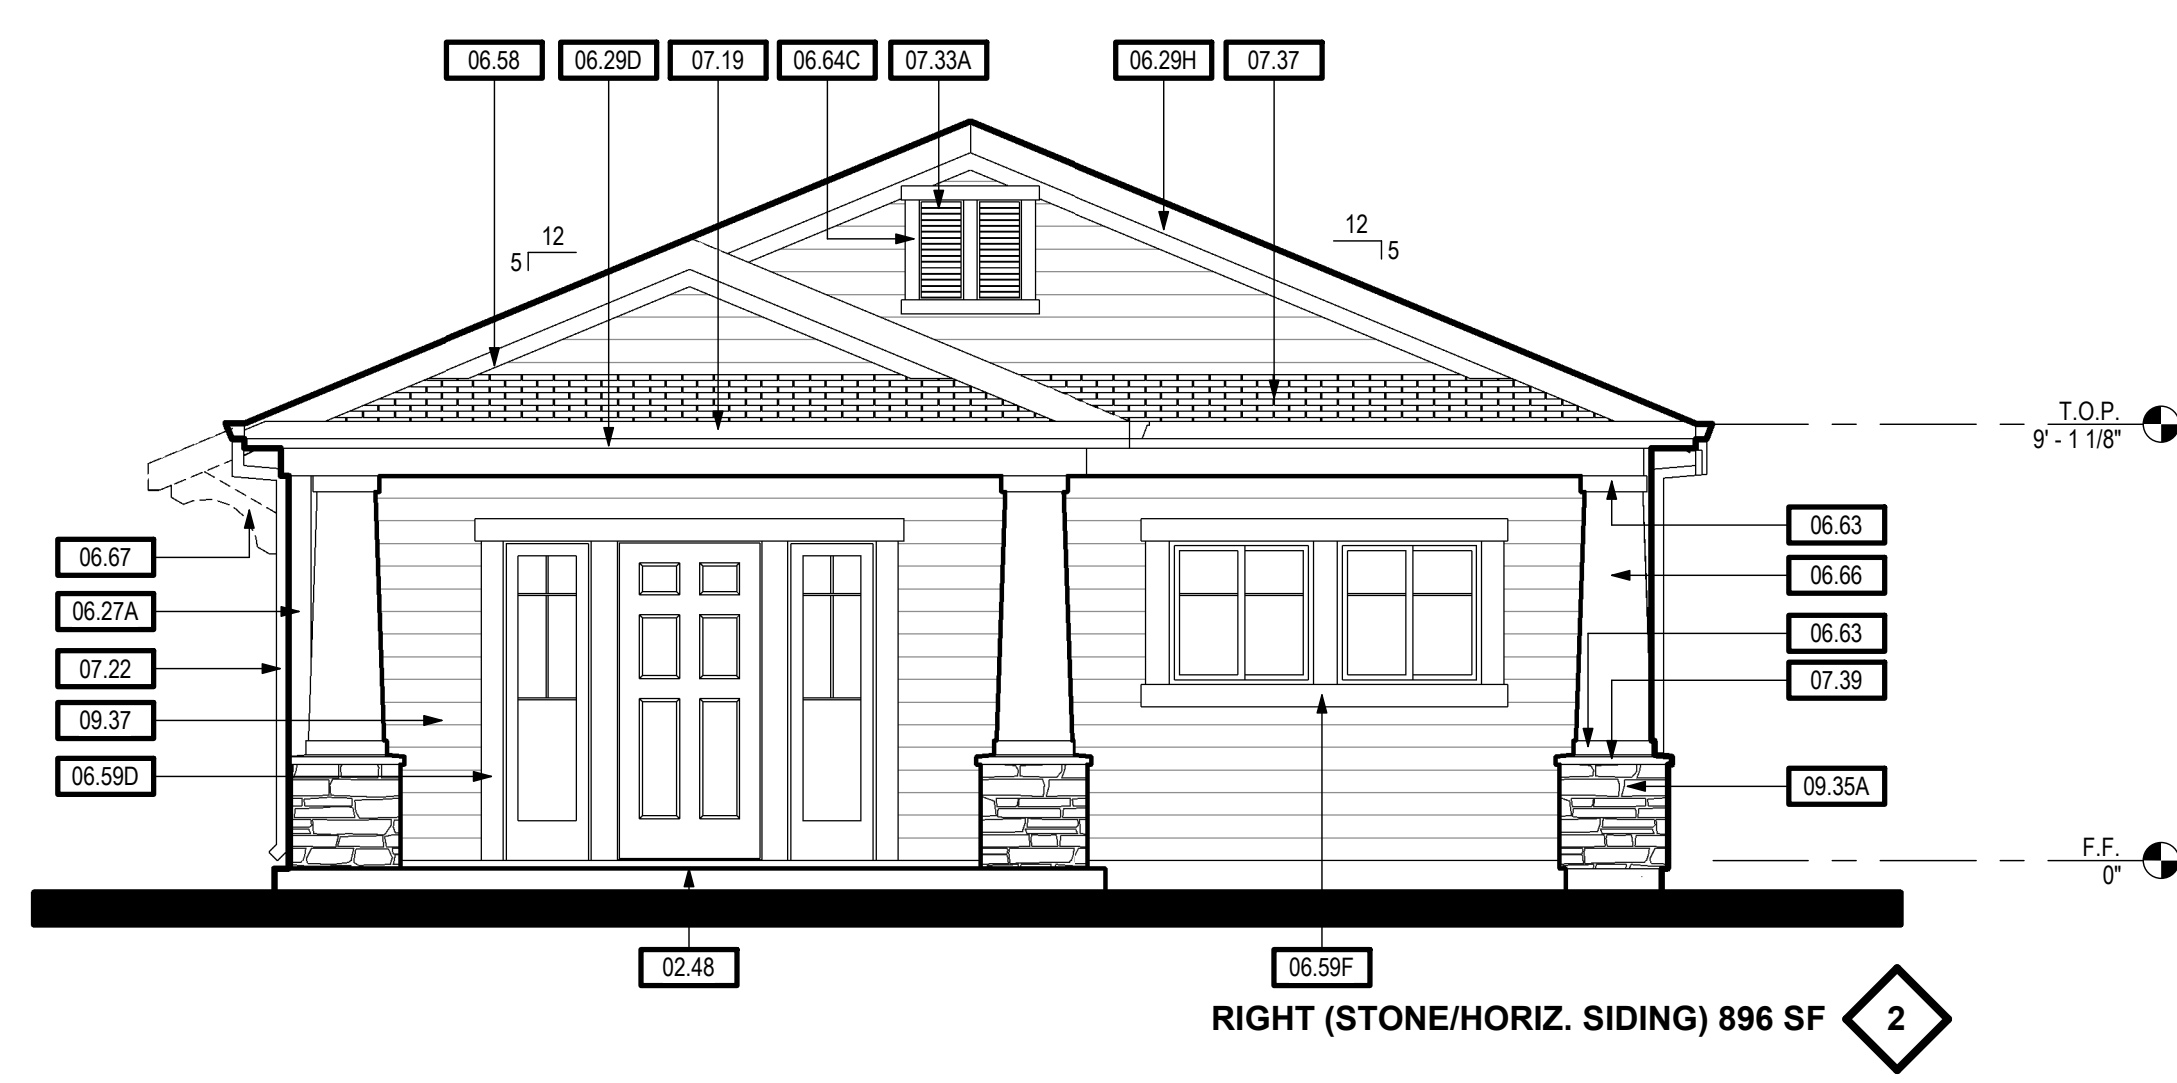 06.58
06.29D
07.19
06.64C
07.33A
06.29H
07.37
12
5
12
5
T.O.P.
9' - 1 1/8"
06.67
06.27A
07.22
09.37
06.59D
06.63
06.66
06.63
07.39
09.35A
F.F.
0"
02.48
06.59F
RIGHT (STONE/HORIZ. SIDING) 896 SF
2